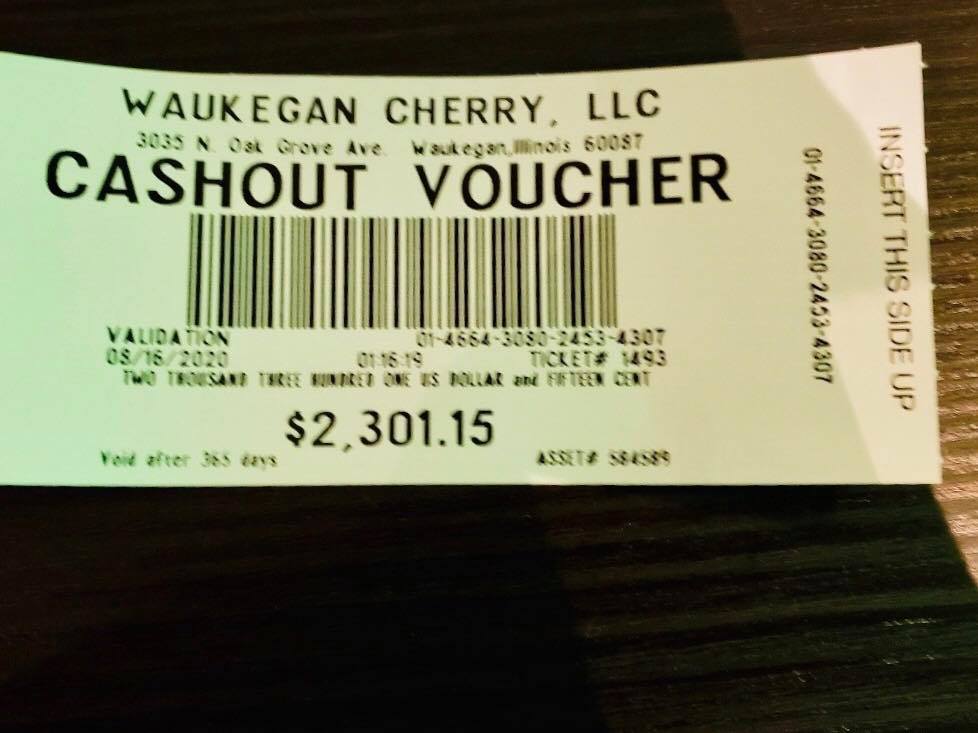 WAUKEGAN CHERRY, LLC
3035 N. Oak Grove Ave. Waukegan,Illinois 60087
CASHOUT VOUCHER
VALIDATION 01-4664-3080-2453-4307
08/16/2020 01:16:19 TICKET# 1493
TWO THOUSAND THREE HUNDRED ONE US DOLLAR and FIFTEEN CENT
$2,301.15
Void after 365 days ASSET# 584589
01-4664-3080-2453-4307
INSERT THIS SIDE UP